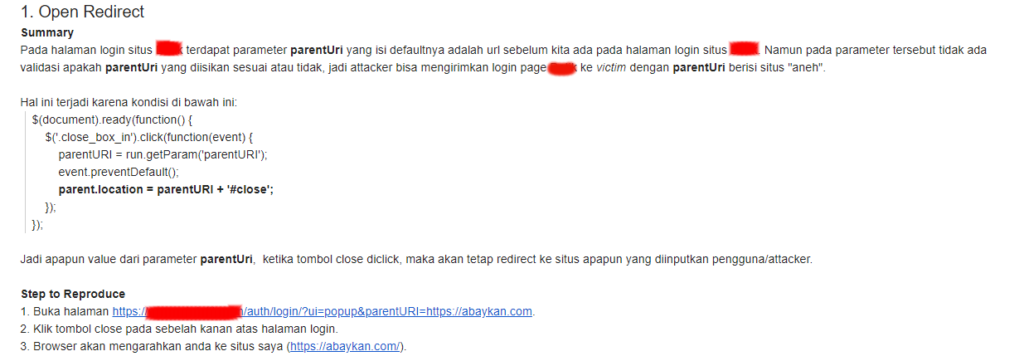 1. Open Redirect
Summary
Pada halaman login situs terdapat parameter parentUri yang isi defaultnya adalah url sebelum kita ada pada halaman login situs . Namun pada parameter tersebut tidak ada
validasi apakah parentUri yang diisikan sesuai atau tidak, jadi attacker bisa mengirimkan login page ke victim dengan parentUri berisi situs "aneh".
Hal ini terjadi karena kondisi di bawah ini:
$(document).ready(function() {
$('.close_box_in').click(function(event) {
parentURI = run.getParam('parentURI');
event.preventDefault();
parent.location = parentURI + '#close';
});
});
Jadi apapun value dari parameter parentUri, ketika tombol close diclick, maka akan tetap redirect ke situs apapun yang diinputkan pengguna/attacker.
Step to Reproduce
1. Buka halaman https:/ /auth/login/?ui=popup&parentURI=https://abaykan.com.
2. Klik tombol close pada sebelah kanan atas halaman login.
3. Browser akan mengarahkan anda ke situs saya (https://abaykan.com/).